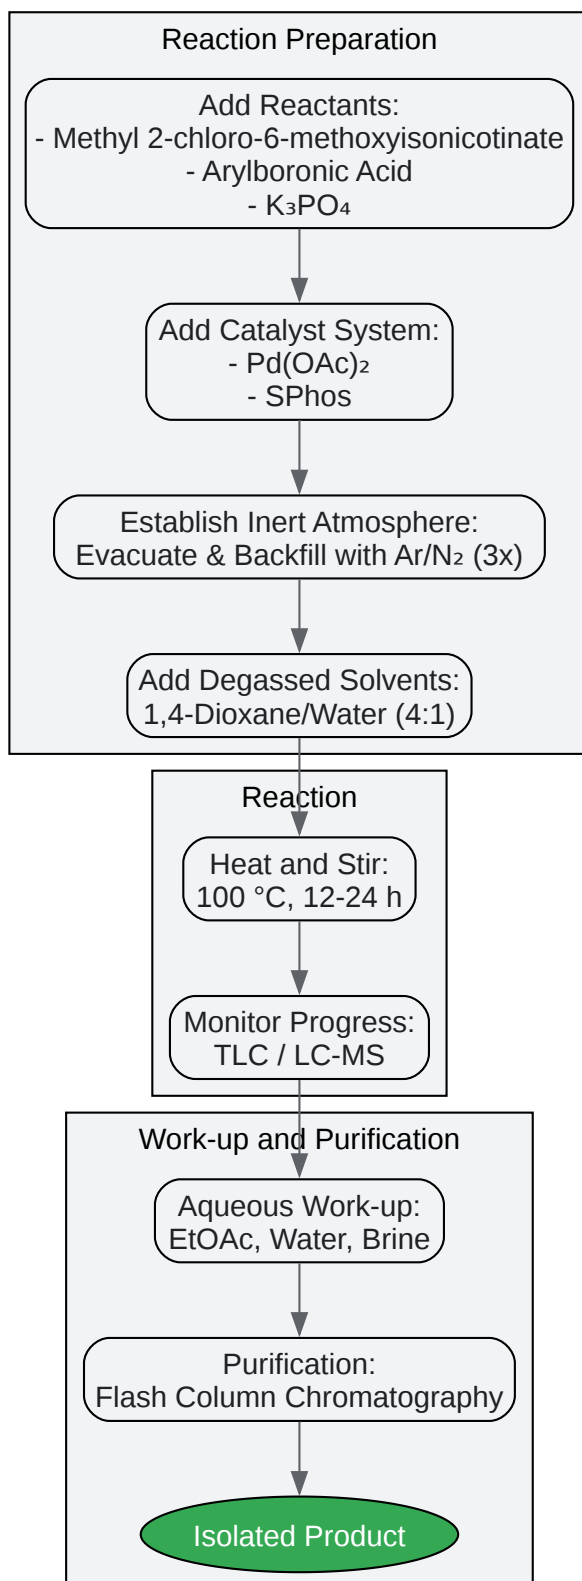 Reaction Preparation
Add Reactants:
- Methyl 2-chloro-6-methoxyisonicotinate
- Arylboronic Acid
- K₃PO₄
Add Catalyst System:
- Pd(OAc)₂
- SPhos
Establish Inert Atmosphere:
Evacuate & Backfill with Ar/N₂ (3x)
Add Degassed Solvents:
1,4-Dioxane/Water (4:1)
Reaction
Heat and Stir:
100 °C, 12-24 h
Monitor Progress:
TLC / LC-MS
Work-up and Purification
Aqueous Work-up:
EtOAc, Water, Brine
Purification:
Flash Column Chromatography
Isolated Product